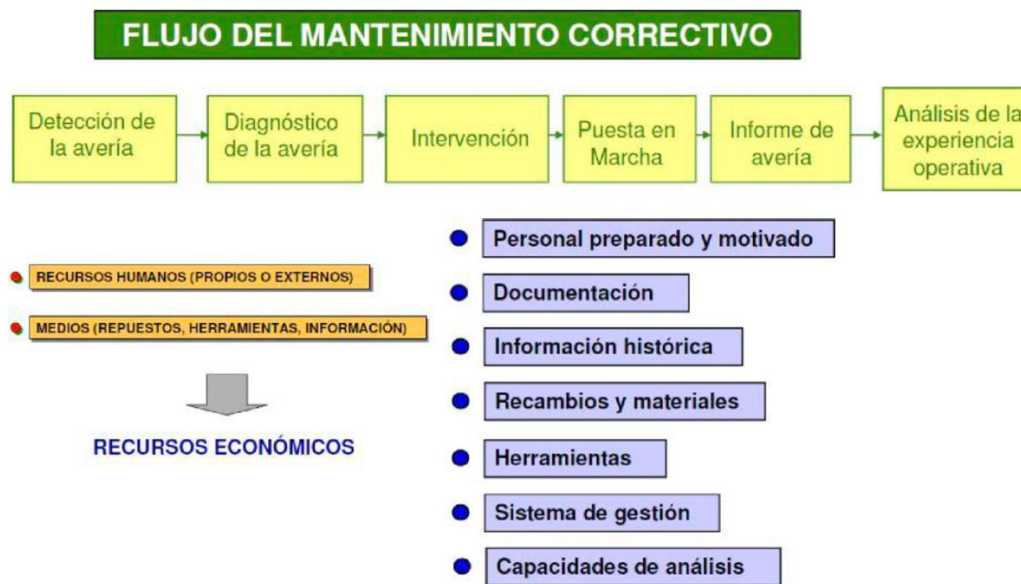 FLUJO DEL MANTENIMIENTO CORRECTIVO
Detección de
la avería
Diagnóstico
de la avería
Intervención
Puesta en
Marcha
Informe de
avería
Análisis de la
experiencia
operativa
RECURSOS HUMANOS (PROPIOS O EXTERNOS)
MEDIOS (REPUESTOS, HERRAMIENTAS, INFORMACIÓN)
RECURSOS ECONÓMICOS
Personal preparado y motivado
Documentación
Información histórica
Recambios y materiales
Herramientas
Sistema de gestión
Capacidades de análisis